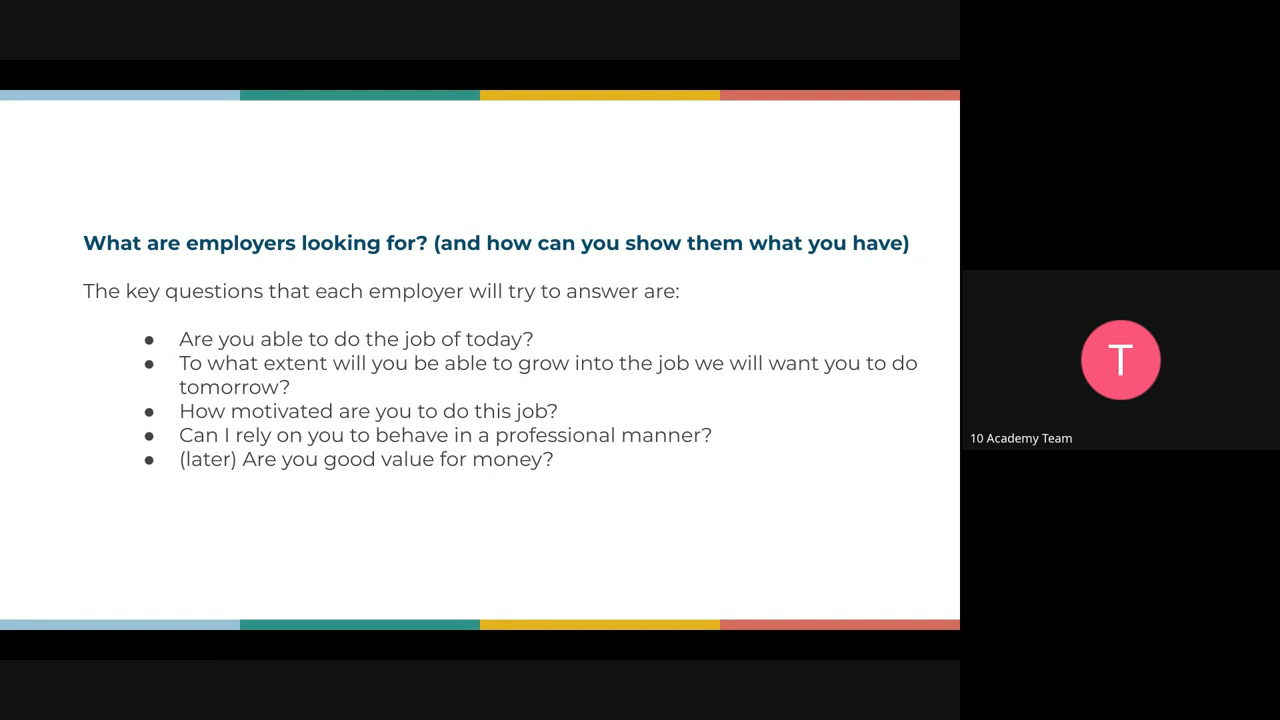 What are employers looking for? (and how can you show them what you have)
The key questions that each employer will try to answer are:
● Are you able to do the job of today?
● To what extent will you be able to grow into the job we will want you to do
tomorrow?
● How motivated are you to do this job?
● Can I rely on you to behave in a professional manner?
● (later) Are you good value for money?
T
10 Academy Team